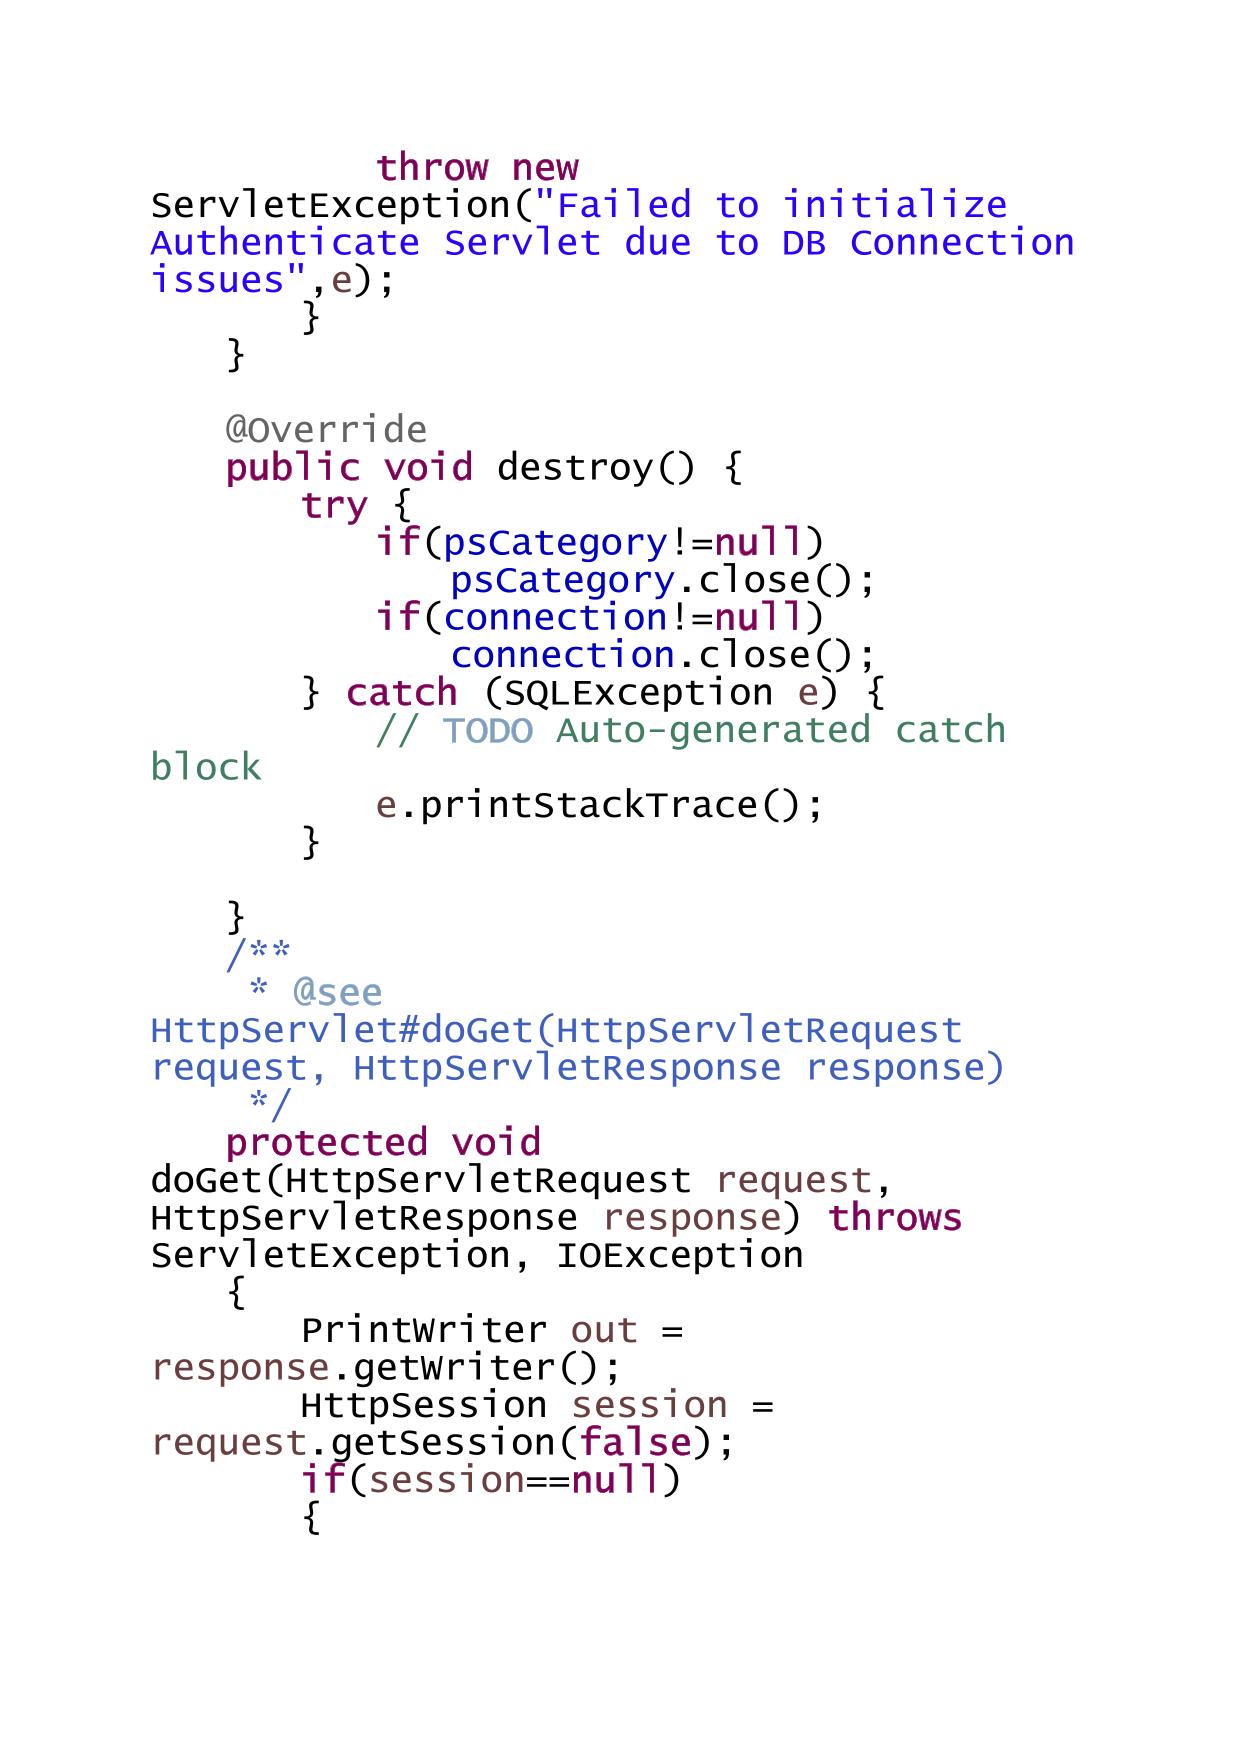 throw new
ServletException("Failed to initialize
Authenticate Servlet due to DB Connection
issues",e);
}
}
@Override
public void destroy() {
try {
if(psCategory!=null)
psCategory.close();
if(connection!=null)
connection.close();
} catch (SQLException e) {
// TODO Auto-generated catch
block
e.printStackTrace();
}
}
/**
* @see
HttpServlet#doGet(HttpServletRequest
request, HttpServletResponse response)
*/
protected void
doGet(HttpServletRequest request,
HttpServletResponse response) throws
ServletException, IOException
{
PrintWriter out =
response.getWriter();
HttpSession session =
request.getSession(false);
if(session==null)
{